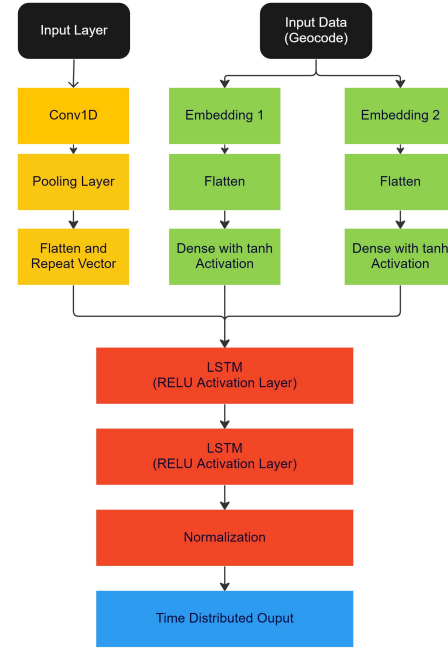 Input Layer
Input Data
(Geocode)
Conv1D
Embedding 1
Embedding 2
Pooling Layer
Flatten
Flatten
Flatten and
Repeat Vector
Dense with tanh
Activation
Dense with tanh
Activation
LSTM
(RELU Activation Layer)
LSTM
(RELU Activation Layer)
Normalization
Time Distributed Ouput